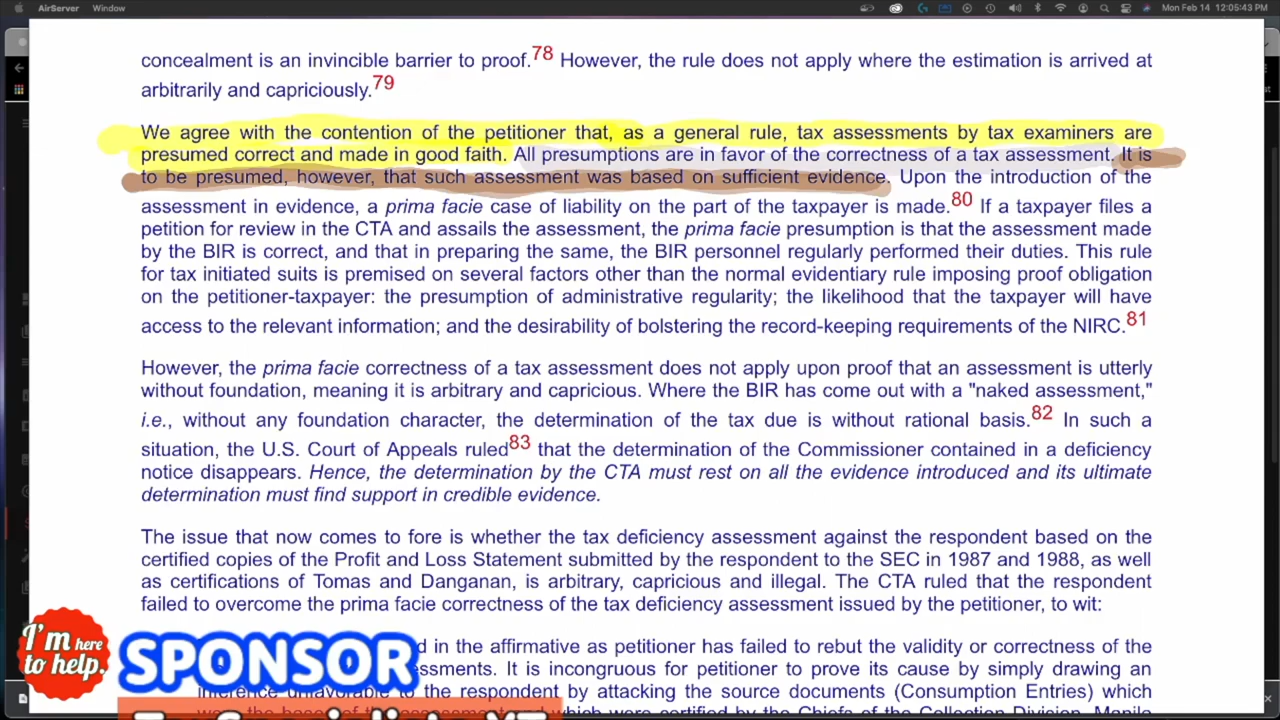 AirServer Window Mon Feb 14 12:05:43 PM
concealment is an invincible barrier to proof.78 However, the rule does not apply where the estimation is arrived at
arbitrarily and capriciously.79
We agree with the contention of the petitioner that, as a general rule, tax assessments by tax examiners are
presumed correct and made in good faith. All presumptions are in favor of the correctness of a tax assessment. It is
to be presumed, however, that such assessment was based on sufficient evidence. Upon the introduction of the
assessment in evidence, a prima facie case of liability on the part of the taxpayer is made.80 If a taxpayer files a
petition for review in the CTA and assails the assessment, the prima facie presumption is that the assessment made
by the BIR is correct, and that in preparing the same, the BIR personnel regularly performed their duties. This rule
for tax initiated suits is premised on several factors other than the normal evidentiary rule imposing proof obligation
on the petitioner-taxpayer: the presumption of administrative regularity; the likelihood that the taxpayer will have
access to the relevant information; and the desirability of bolstering the record-keeping requirements of the NIRC.81
However, the prima facie correctness of a tax assessment does not apply upon proof that an assessment is utterly
without foundation, meaning it is arbitrary and capricious. Where the BIR has come out with a "naked assessment,"
i.e., without any foundation character, the determination of the tax due is without rational basis.82 In such a
situation, the U.S. Court of Appeals ruled83 that the determination of the Commissioner contained in a deficiency
notice disappears. Hence, the determination by the CTA must rest on all the evidence introduced and its ultimate
determination must find support in credible evidence.
The issue that now comes to fore is whether the tax deficiency assessment against the respondent based on the
certified copies of the Profit and Loss Statement submitted by the respondent to the SEC in 1987 and 1988, as well
as certifications of Tomas and Danganan, is arbitrary, capricious and illegal. The CTA ruled that the respondent
failed to overcome the prima facie correctness of the tax deficiency assessment issued by the petitioner, to wit:
d in the affirmative as petitioner has failed to rebut the validity or correctness of the
essments. It is incongruous for petitioner to prove its cause by simply drawing an
inference unfavorable to the respondent by attacking the source documents (Consumption Entries) which
which were certified by the Chiefs of the Collection Division, Manila
I'm here
to help.
SPONSOR